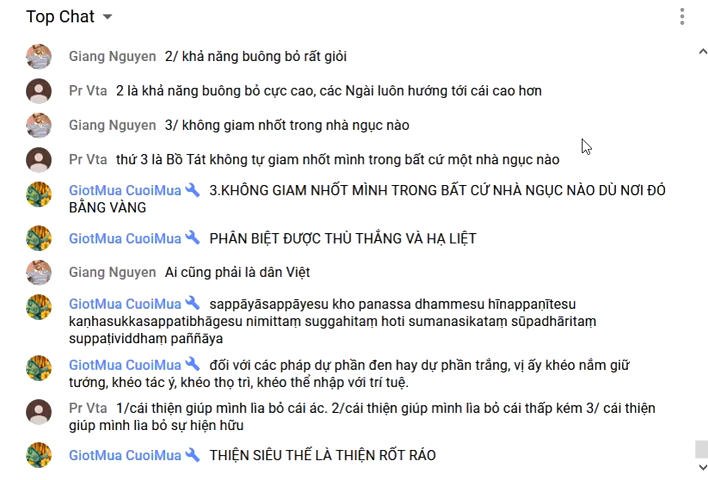 Top Chat
Giang Nguyen 2/ khả năng buông bỏ rất giỏi
Pr Vta 2 là khả năng buông bỏ cực cao, các Ngài luôn hướng tới cái cao hơn
Giang Nguyen 3/ không giam nhốt trong nhà ngục nào
Pr Vta thứ 3 là Bồ Tát không tự giam nhốt mình trong bất cứ một nhà ngục nào
GiotMua CuoiMua 3.KHÔNG GIAM NHỐT MÌNH TRONG BẤT CỨ NHÀ NGỤC NÀO DÙ NƠI ĐÓ
BẰNG VÀNG
GiotMua CuoiMua PHÂN BIỆT ĐƯỢC THÙ THẮNG VÀ HẠ LIỆT
Giang Nguyen Ai cũng phải là dân Việt
GiotMua CuoiMua sappāyāsappāyesu kho panassa dhammesu hīnappaṇītesu
kaṇhasukkasappatibhāgesu nimittaṃ suggahitaṃ hoti sumanasikataṃ sūpadhāritaṃ
suppaṭividdhaṃ paññāya
GiotMua CuoiMua đối với các pháp dự phần đen hay dự phần trắng, vị ấy khéo nắm giữ
tướng, khéo tác ý, khéo thọ trì, khéo thể nhập với trí tuệ.
Pr Vta 1/cái thiện giúp mình lìa bỏ cái ác. 2/cái thiện giúp mình lìa bỏ cái thấp kém 3/ cái thiện
giúp mình lìa bỏ sự hiện hữu
GiotMua CuoiMua THIỆN SIÊU THẾ LÀ THIỆN RỐT RÁO